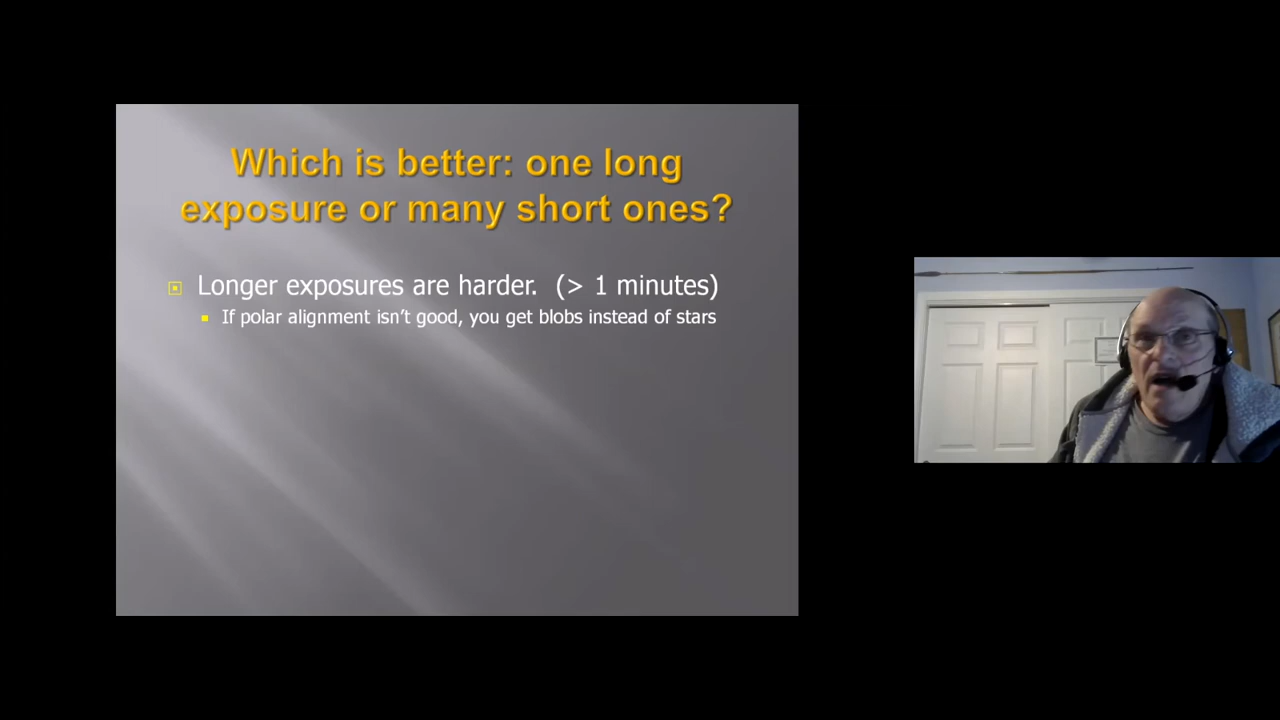 Which is better: one long
exposure or many short ones?
Longer exposures are harder.  (> 1 minutes)
If polar alignment isn’t good, you get blobs instead of stars